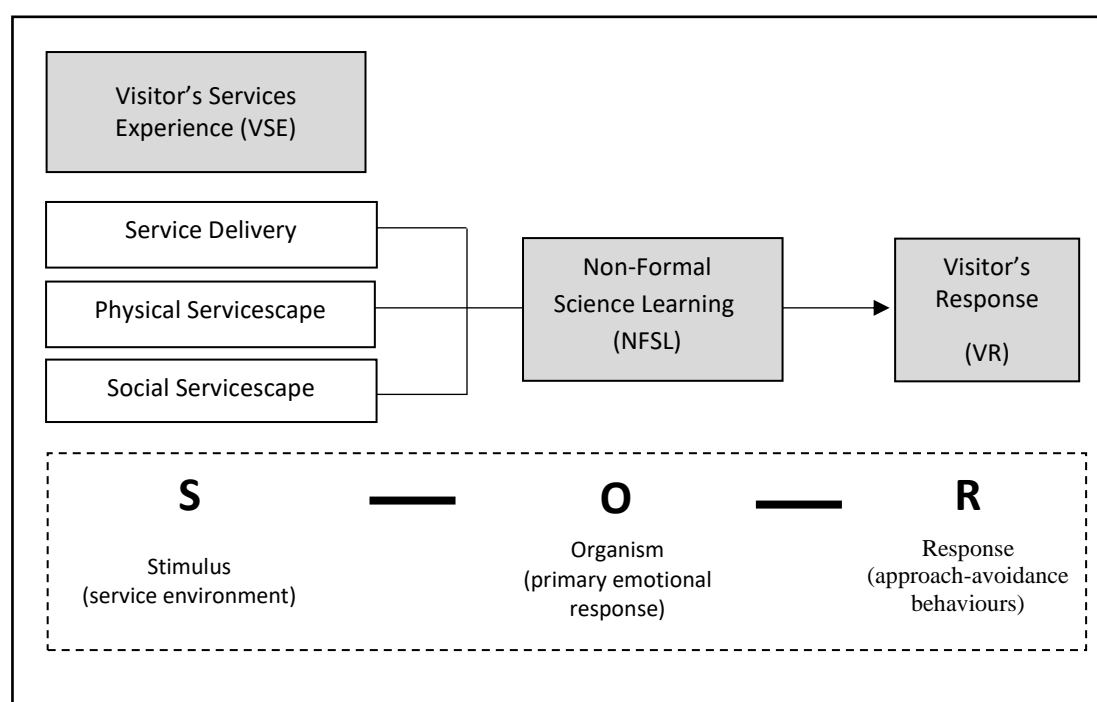 Visitor’s Services
Experience (VSE)
Service Delivery
Physical Servicescape
Social Servicescape
Non-Formal
Science Learning
(NFSL)
Visitor’s
Response
(VR)
S
O
R
Stimulus
(service environment)
Organism
(primary emotional
response)
Response
(approach-avoidance
behaviours)